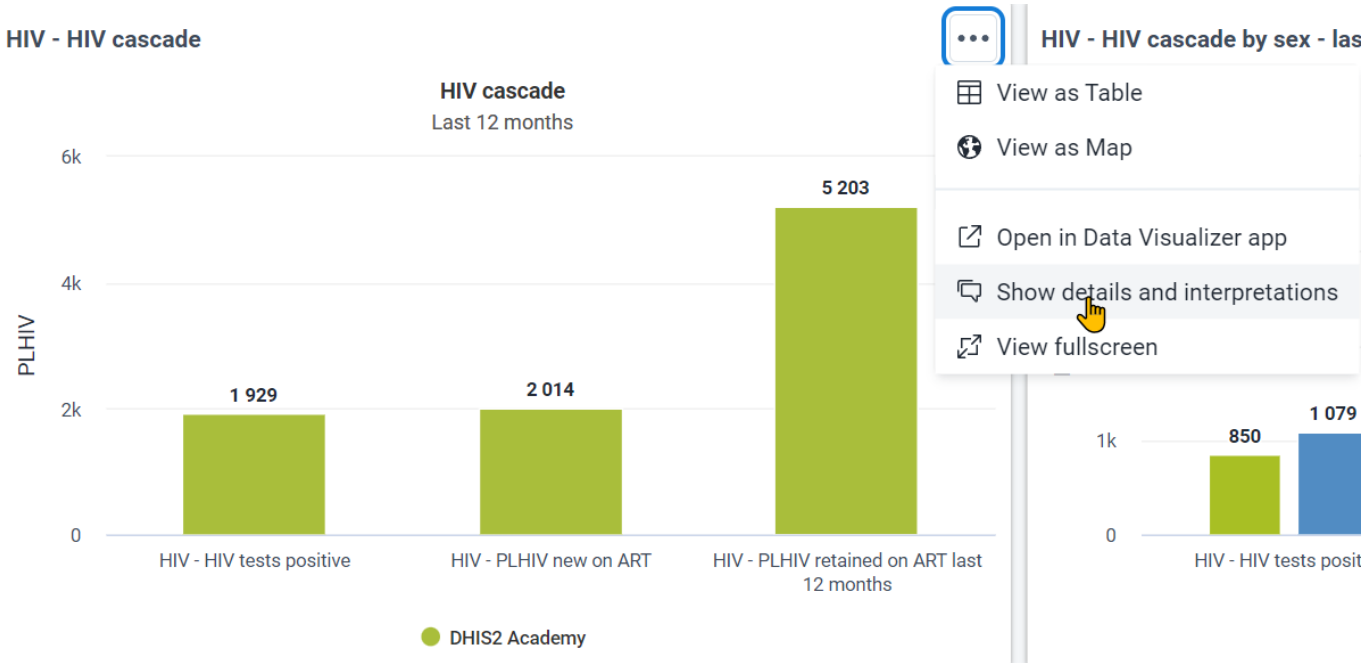 HIV - HIV cascade
HIV cascade
Last 12 months
6k
4k
2k
0
PLHIV
1 929
2 014
5 203
HIV - HIV tests positive
HIV - PLHIV new on ART
HIV - PLHIV retained on ART last
12 months
DHIS2 Academy
HIV - HIV cascade by sex - las
View as Table
View as Map
Open in Data Visualizer app
Show details and interpretations
View fullscreen
1k
0
850
1 079
HIV - HIV tests posit